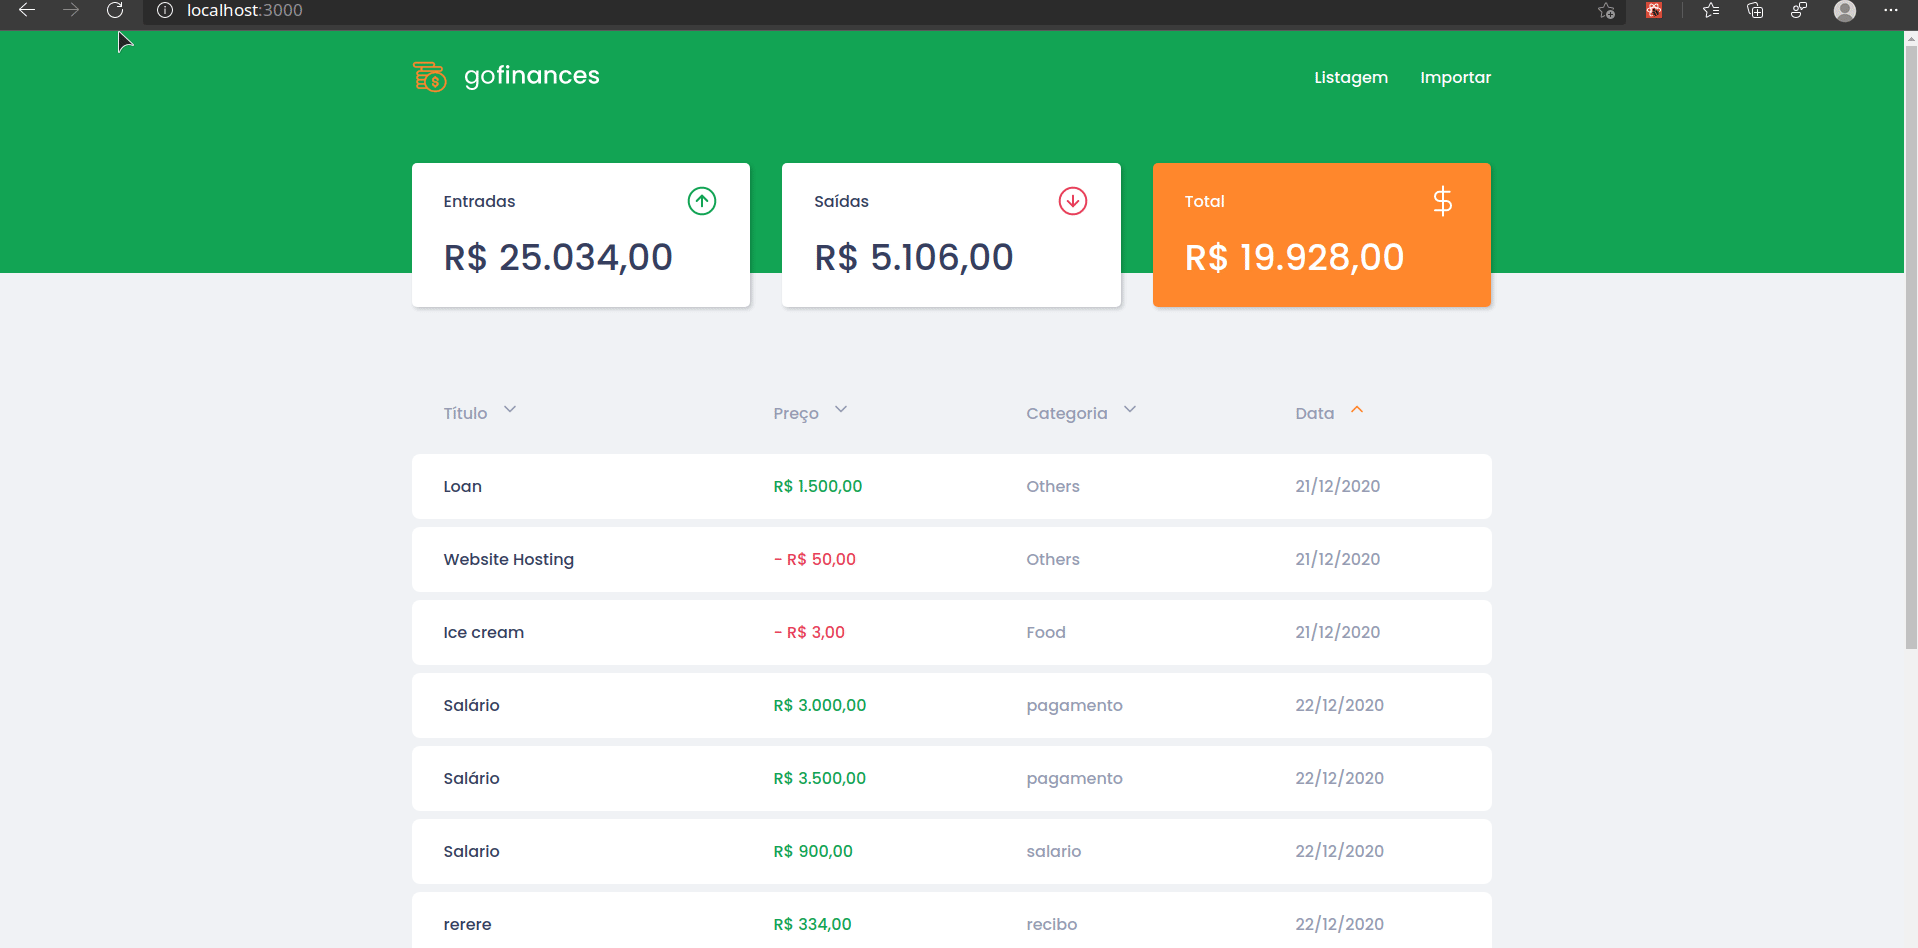 localhost:3000
gofinances
Listagem Importar
Entradas
R$ 25.034,00
Saídas
R$ 5.106,00
Total
$
R$ 19.928,00
Título Preço Categoria Data
Loan R$ 1.500,00 Others 21/12/2020
Website Hosting - R$ 50,00 Others 21/12/2020
Ice cream - R$ 3,00 Food 21/12/2020
Salário R$ 3.000,00 pagamento 22/12/2020
Salário R$ 3.500,00 pagamento 22/12/2020
Salario R$ 900,00 salario 22/12/2020
rerere R$ 334,00 recibo 22/12/2020